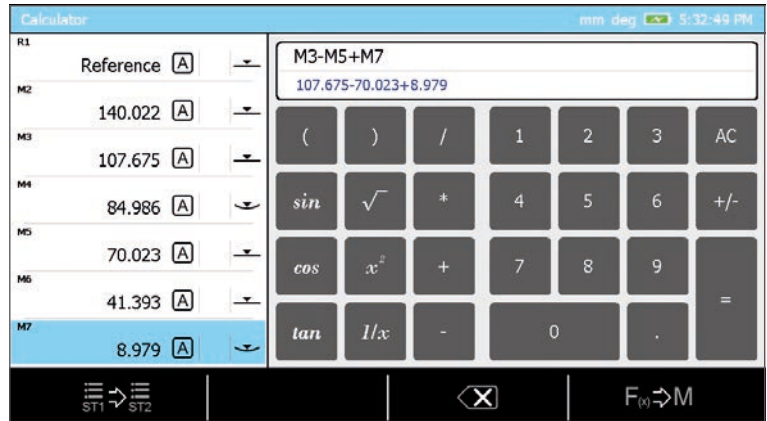 Calculator mm deg 5:32:49 PM
R1
Reference A
M2
140.022 A
M3
107.675 A
M4
84.986 A
M5
70.023 A
M6
41.393 A
M7
8.979 A
M3-M5+M7
107.675-70.023+8.979
( ) / 1 2 3 AC
sin √ * 4 5 6 +/-
cos x² + 7 8 9
tan 1/x - 0 . =
ST1 ST2
F(x)⇨M